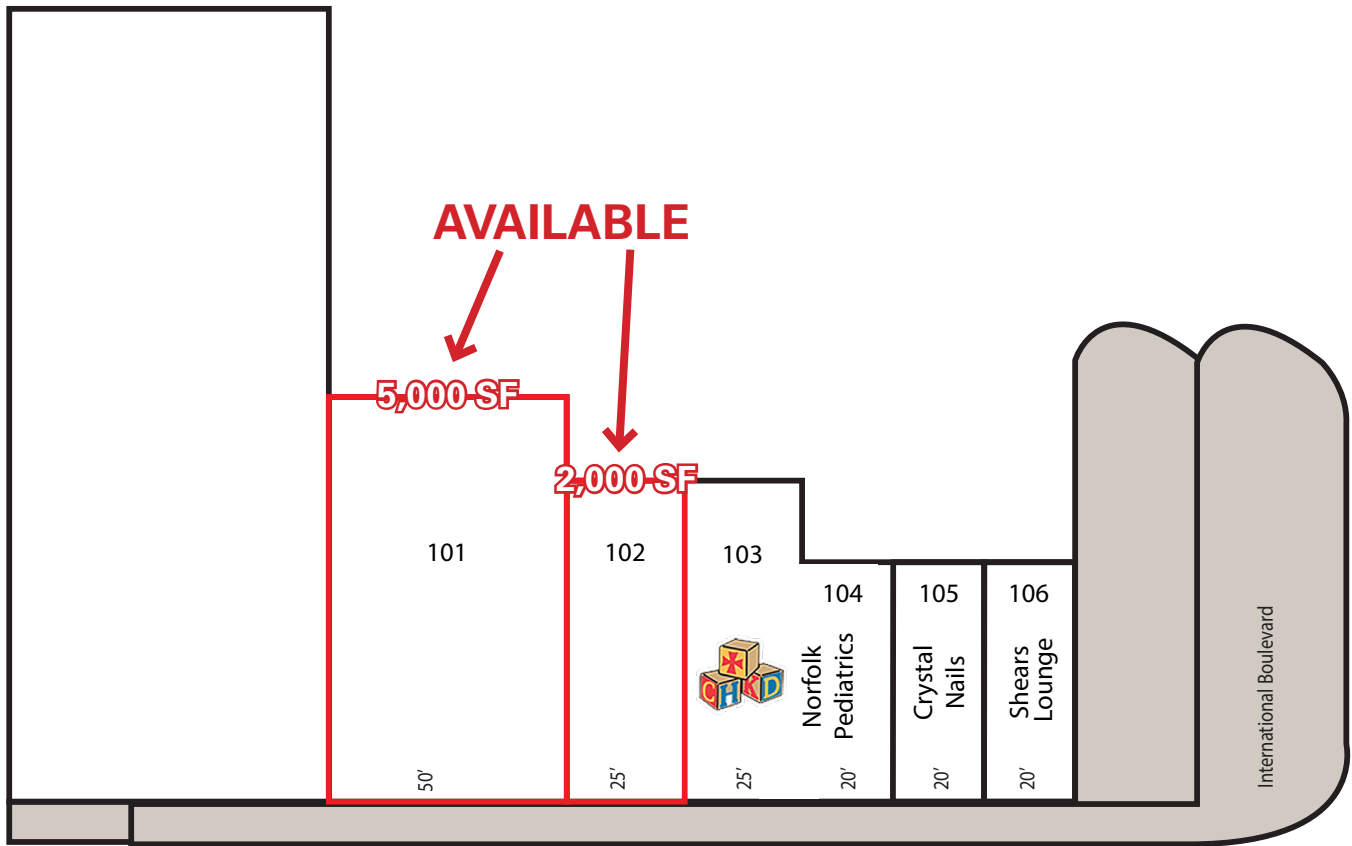 AVAILABLE
5,000 SF
2,000 SF
101
102
103
104
105
106
CHKD
Norfolk
Pediatrics
Crystal
Nails
Shears
Lounge
50'
25'
25'
20'
20'
20'
International Boulevard